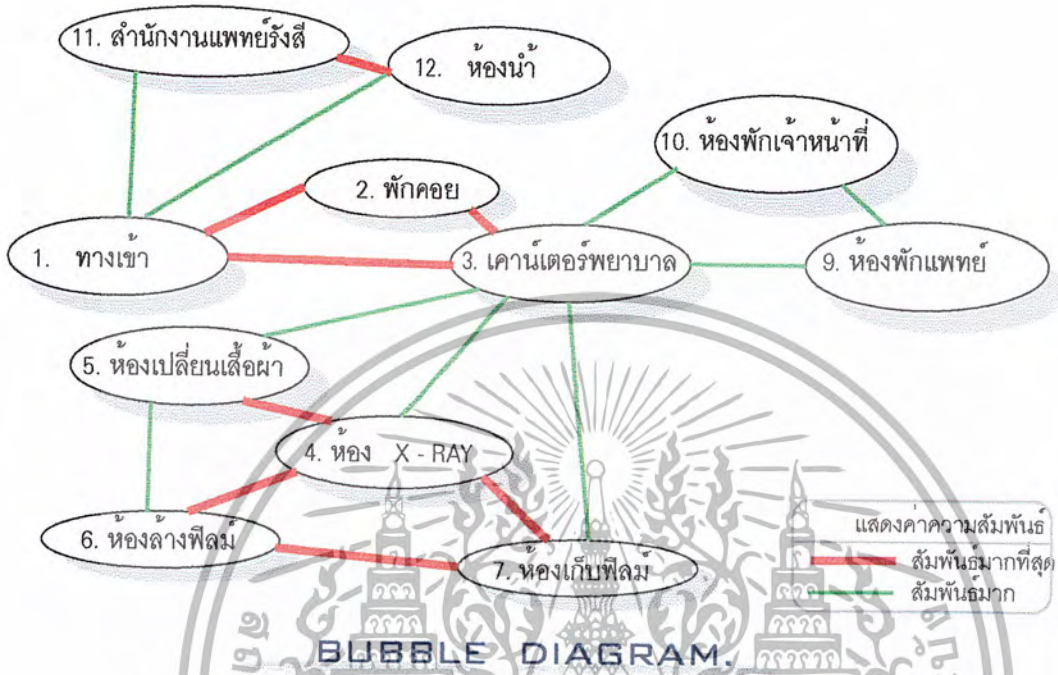 11. สำนักงานแพทย์รังสี
12. ห้องน้ำ
10. ห้องพักเจ้าหน้าที่
2. พักคอย
1. ทางเข้า
3. เคาน์เตอร์พยาบาล
9. ห้องพักแพทย์
5. ห้องเปลี่ยนเสื้อผ้า
4. ห้อง X - RAY
6. ห้องล้างฟิลม์
7. ห้องเก็บฟิลม์
แสดงค่าความสัมพันธ์
สัมพันธ์มากที่สุด
สัมพันธ์มาก
BUBBLE DIAGRAM.